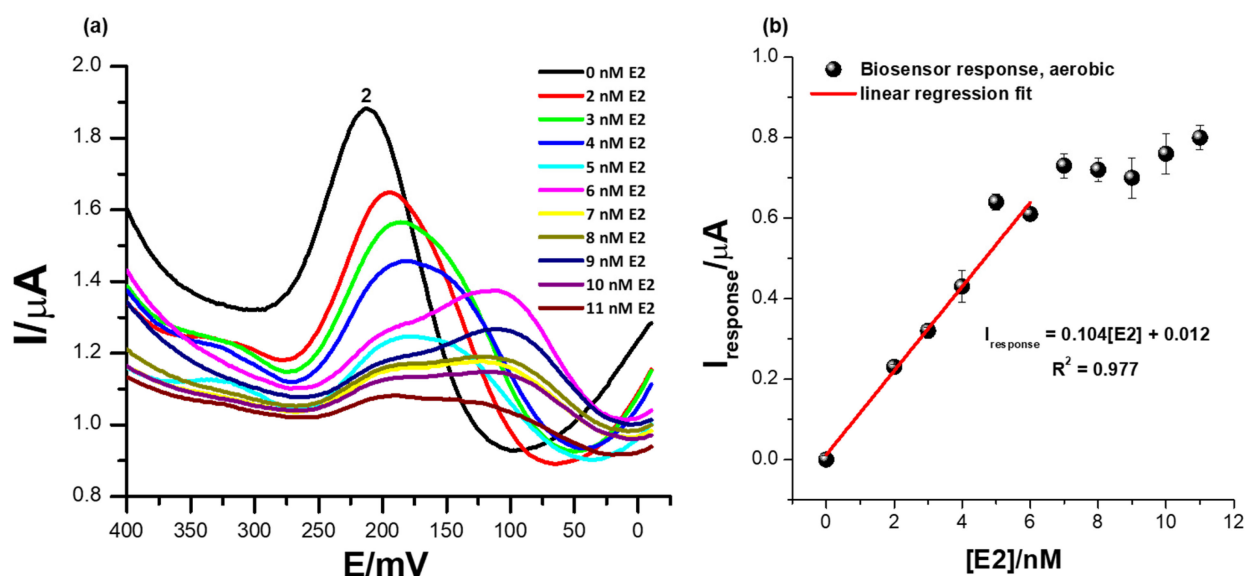 (a)
2.0
1.8
1.6
1.4
1.2
1.0
0.8
I/μA
400 350 300 250 200 150 100 50 0
E/mV
2
0 nM E2
2 nM E2
3 nM E2
4 nM E2
5 nM E2
6 nM E2
7 nM E2
8 nM E2
9 nM E2
10 nM E2
11 nM E2
(b)
1.0
0.8
0.6
0.4
0.2
0.0
I_response/μA
Biosensor response, aerobic
linear regression fit
I_response = 0.104[E2] + 0.012
R² = 0.977
0 2 4 6 8 10 12
[E2]/nM